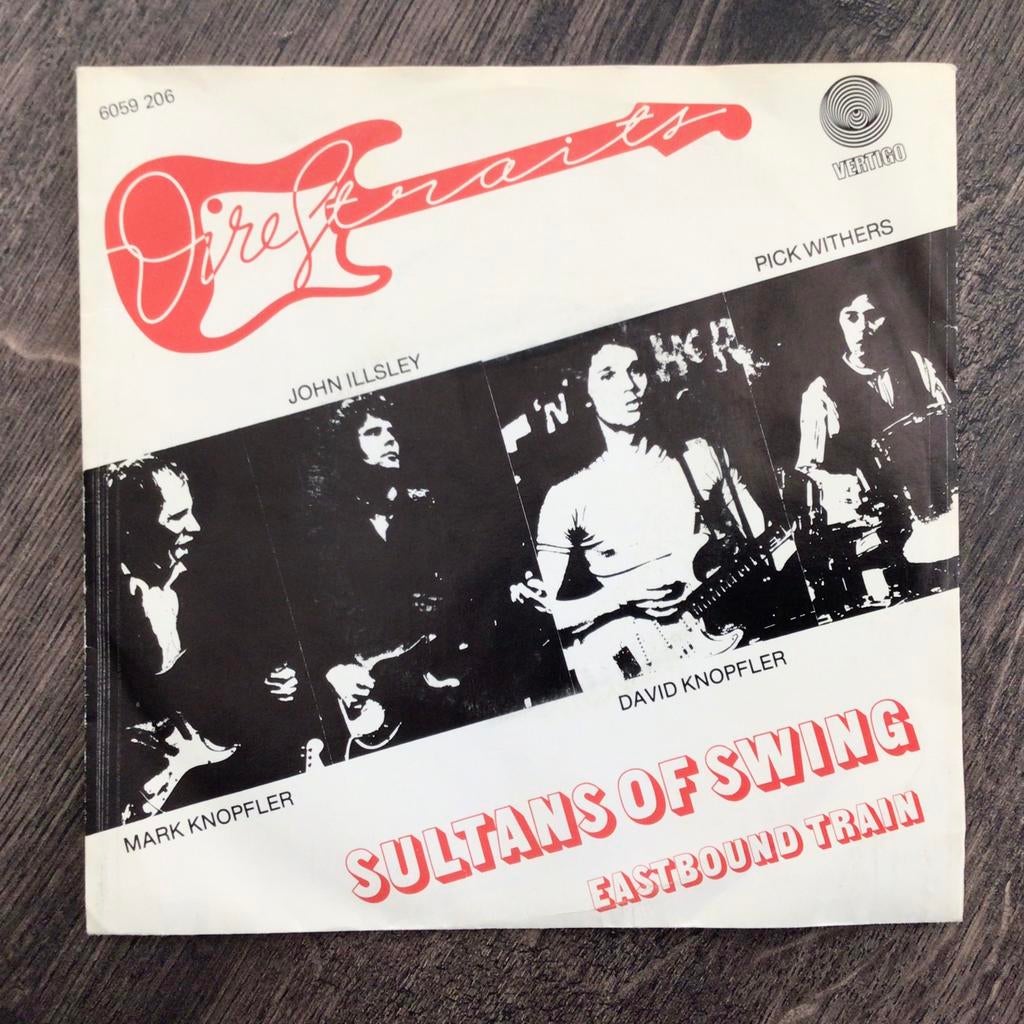 6059 206
Dire Straits
VERTIGO
PICK WITHERS
JOHN ILLSLEY
'N
DAVID KNOPFLER
MARK KNOPFLER
SULTANS OF SWING
EASTBOUND TRAIN